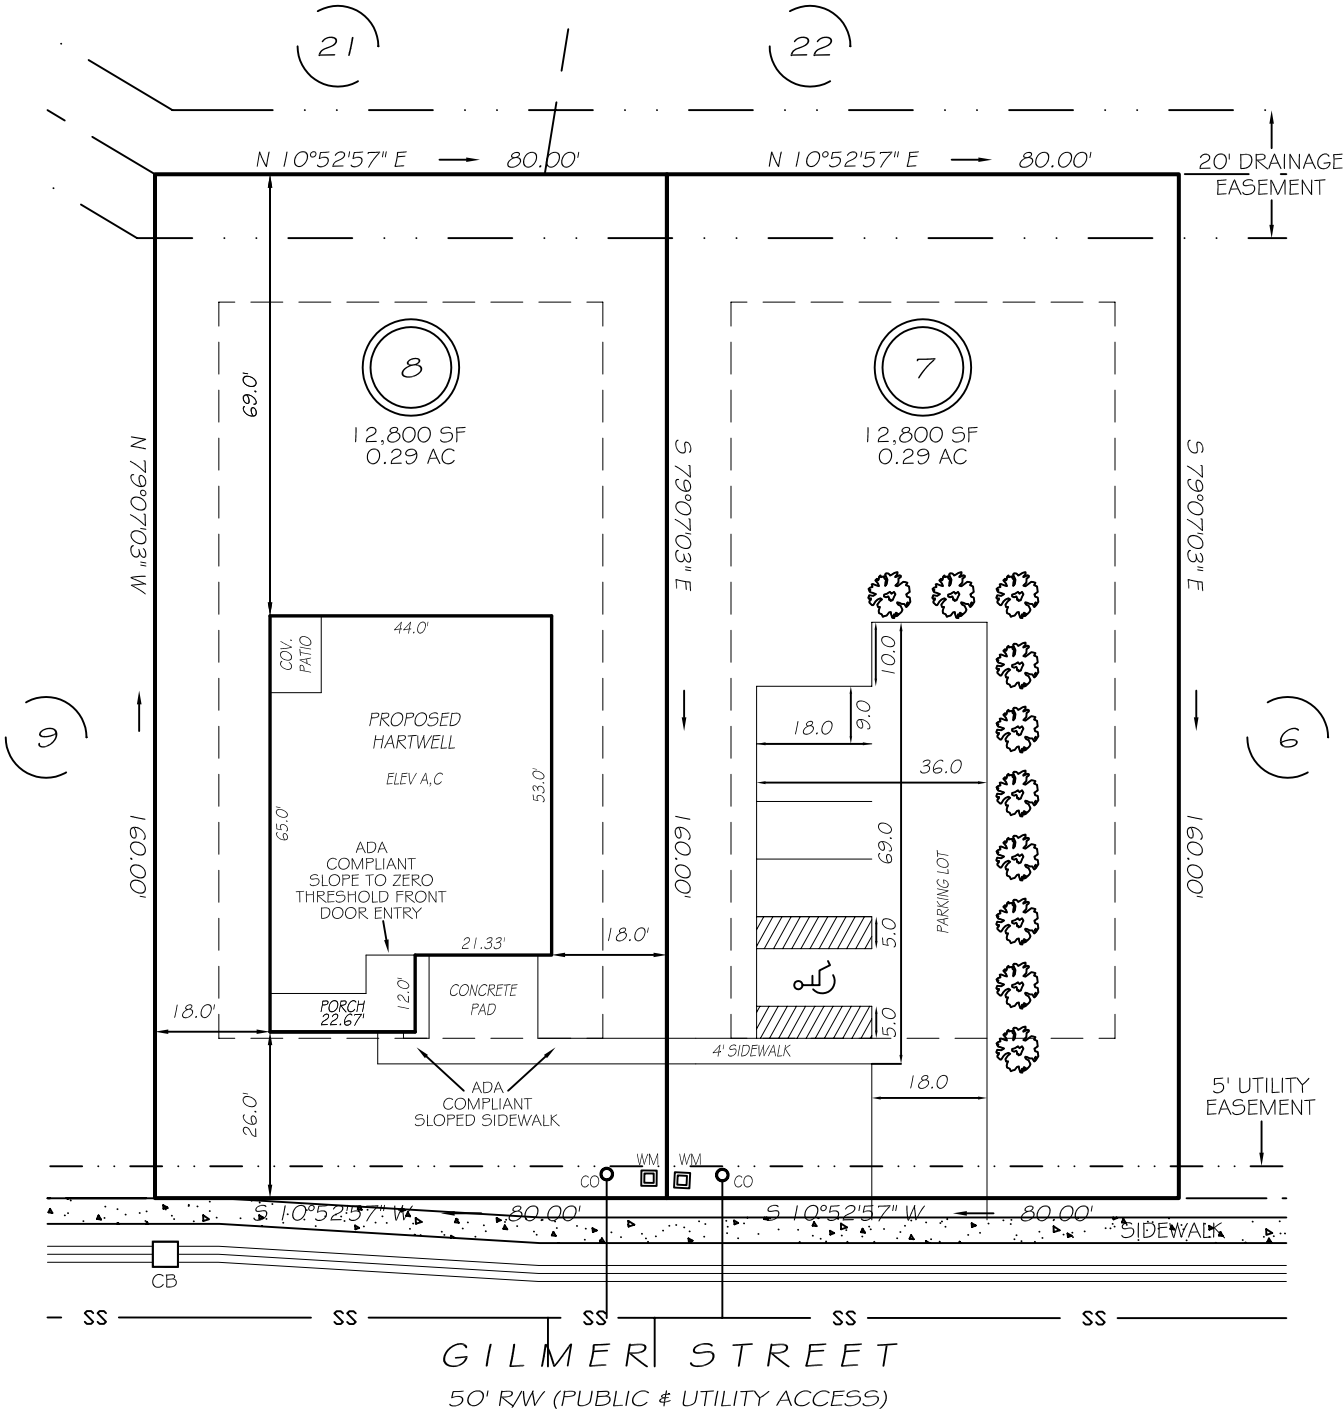 21
22
N 10°52'57" E
80.00'
N 10°52'57" E
80.00'
20' DRAINAGE
EASEMENT
69.0'
8
12,800 SF
0.29 AC
7
12,800 SF
0.29 AC
N 79°07'03" W
160.00'
S 79°07'03" E
160.00'
S 79°07'03" E
160.00'
9
6
COV.
PATIO
44.0'
PROPOSED
HARTWELL
ELEV A,C
65.0'
53.0'
ADA
COMPLIANT
SLOPE TO ZERO
THRESHOLD FRONT
DOOR ENTRY
21.33'
18.0'
12.0'
CONCRETE
PAD
PORCH
22.67'
18.0'
26.0'
10.0
9.0
18.0
36.0
69.0
PARKING LOT
5.0
5.0
4' SIDEWALK
18.0
ADA
COMPLIANT
SLOPED SIDEWALK
5' UTILITY
EASEMENT
CO
WM
WM
CO
S 10°52'57" W
80.00'
S 10°52'57" W
80.00'
SIDEWALK
CB
SS
SS
SS
SS
SS
GILMER STREET
50' R/W (PUBLIC & UTILITY ACCESS)